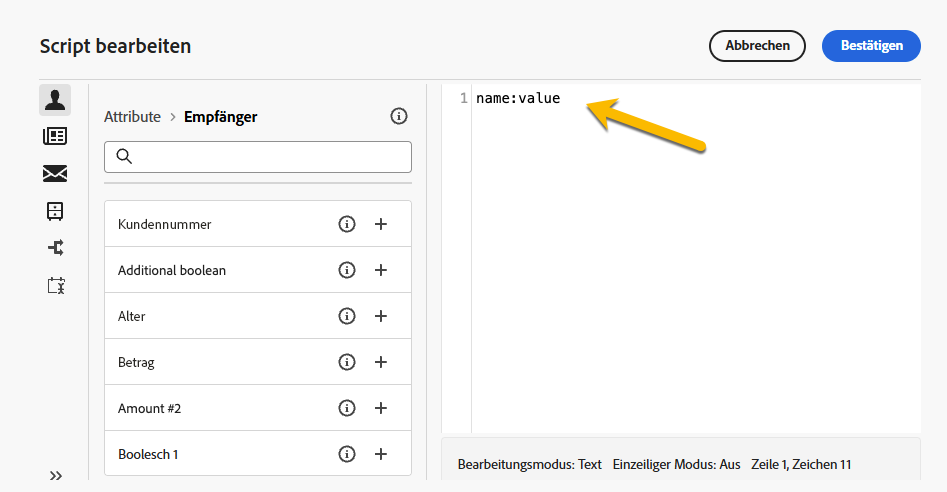 Script bearbeiten
Abbrechen
Bestätigen
Attribute > Empfänger
Kundennummer
Additional boolean
Alter
Betrag
Amount #2
Boolesch 1
1 name:value
Bearbeitungsmodus: Text Einzeiliger Modus: Aus Zeile 1, Zeichen 11